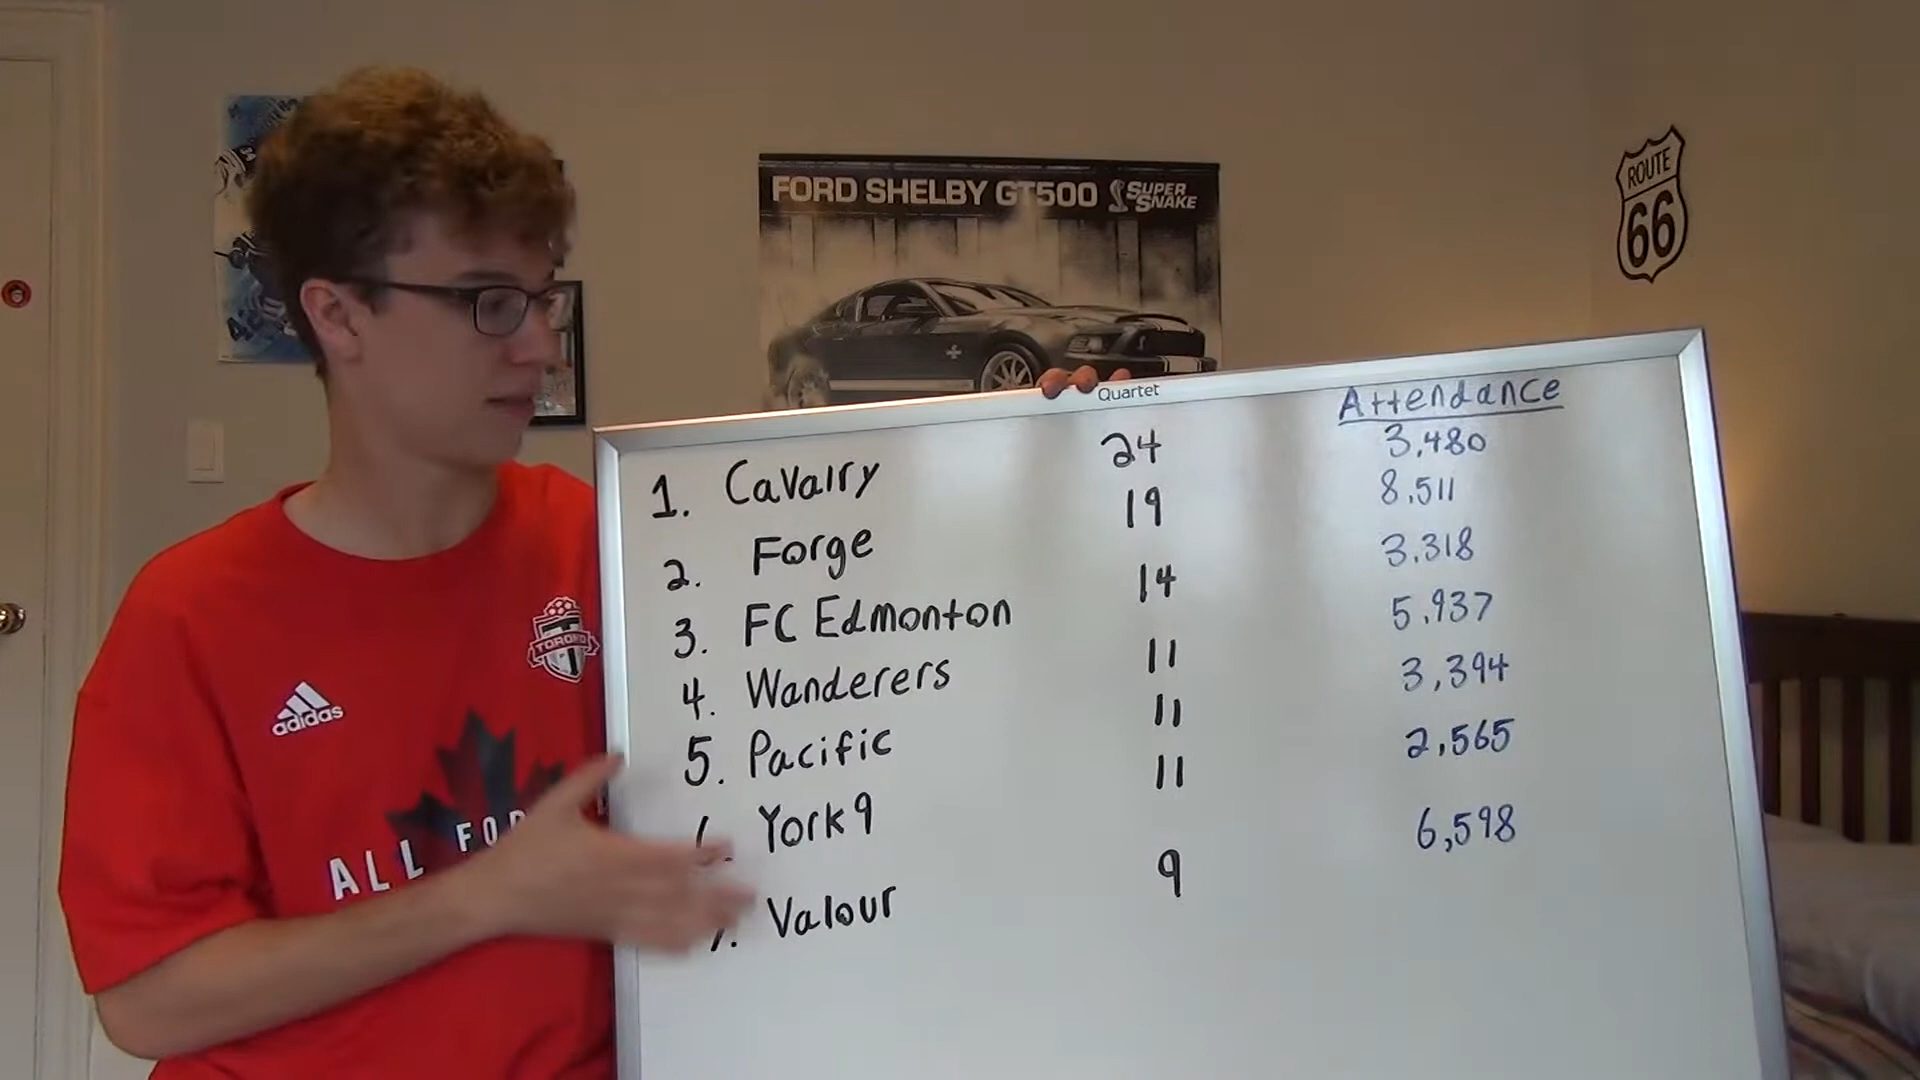 FORD SHELBY GT500 SUPER SNAKE
ROUTE
66
Quartet
Attendance
1. Cavalry 24 3,480
2. Forge 19 8,511
3. FC Edmonton 14 3,318
4. Wanderers 11 5,937
5. Pacific 11 3,394
York 9 11 2,565
Valour 9 6,598
TORONTO
adidas
ALL FOR